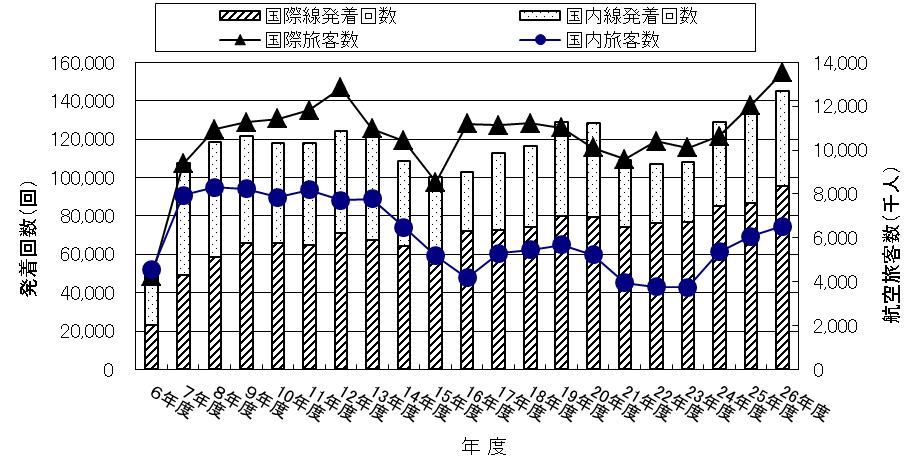 国際線発着回数 国内線発着回数
国際旅客数 国内旅客数
160,000 14,000
140,000 12,000
120,000 10,000
100,000 8,000
80,000 6,000
60,000 4,000
40,000 2,000
20,000 0
0
発着回数(回)
航空旅客数(千人)
6年度 7年度 8年度 9年度 10年度 11年度 12年度 13年度 14年度 15年度 16年度 17年度 18年度 19年度 20年度 21年度 22年度 23年度 24年度 25年度 26年度
年 度